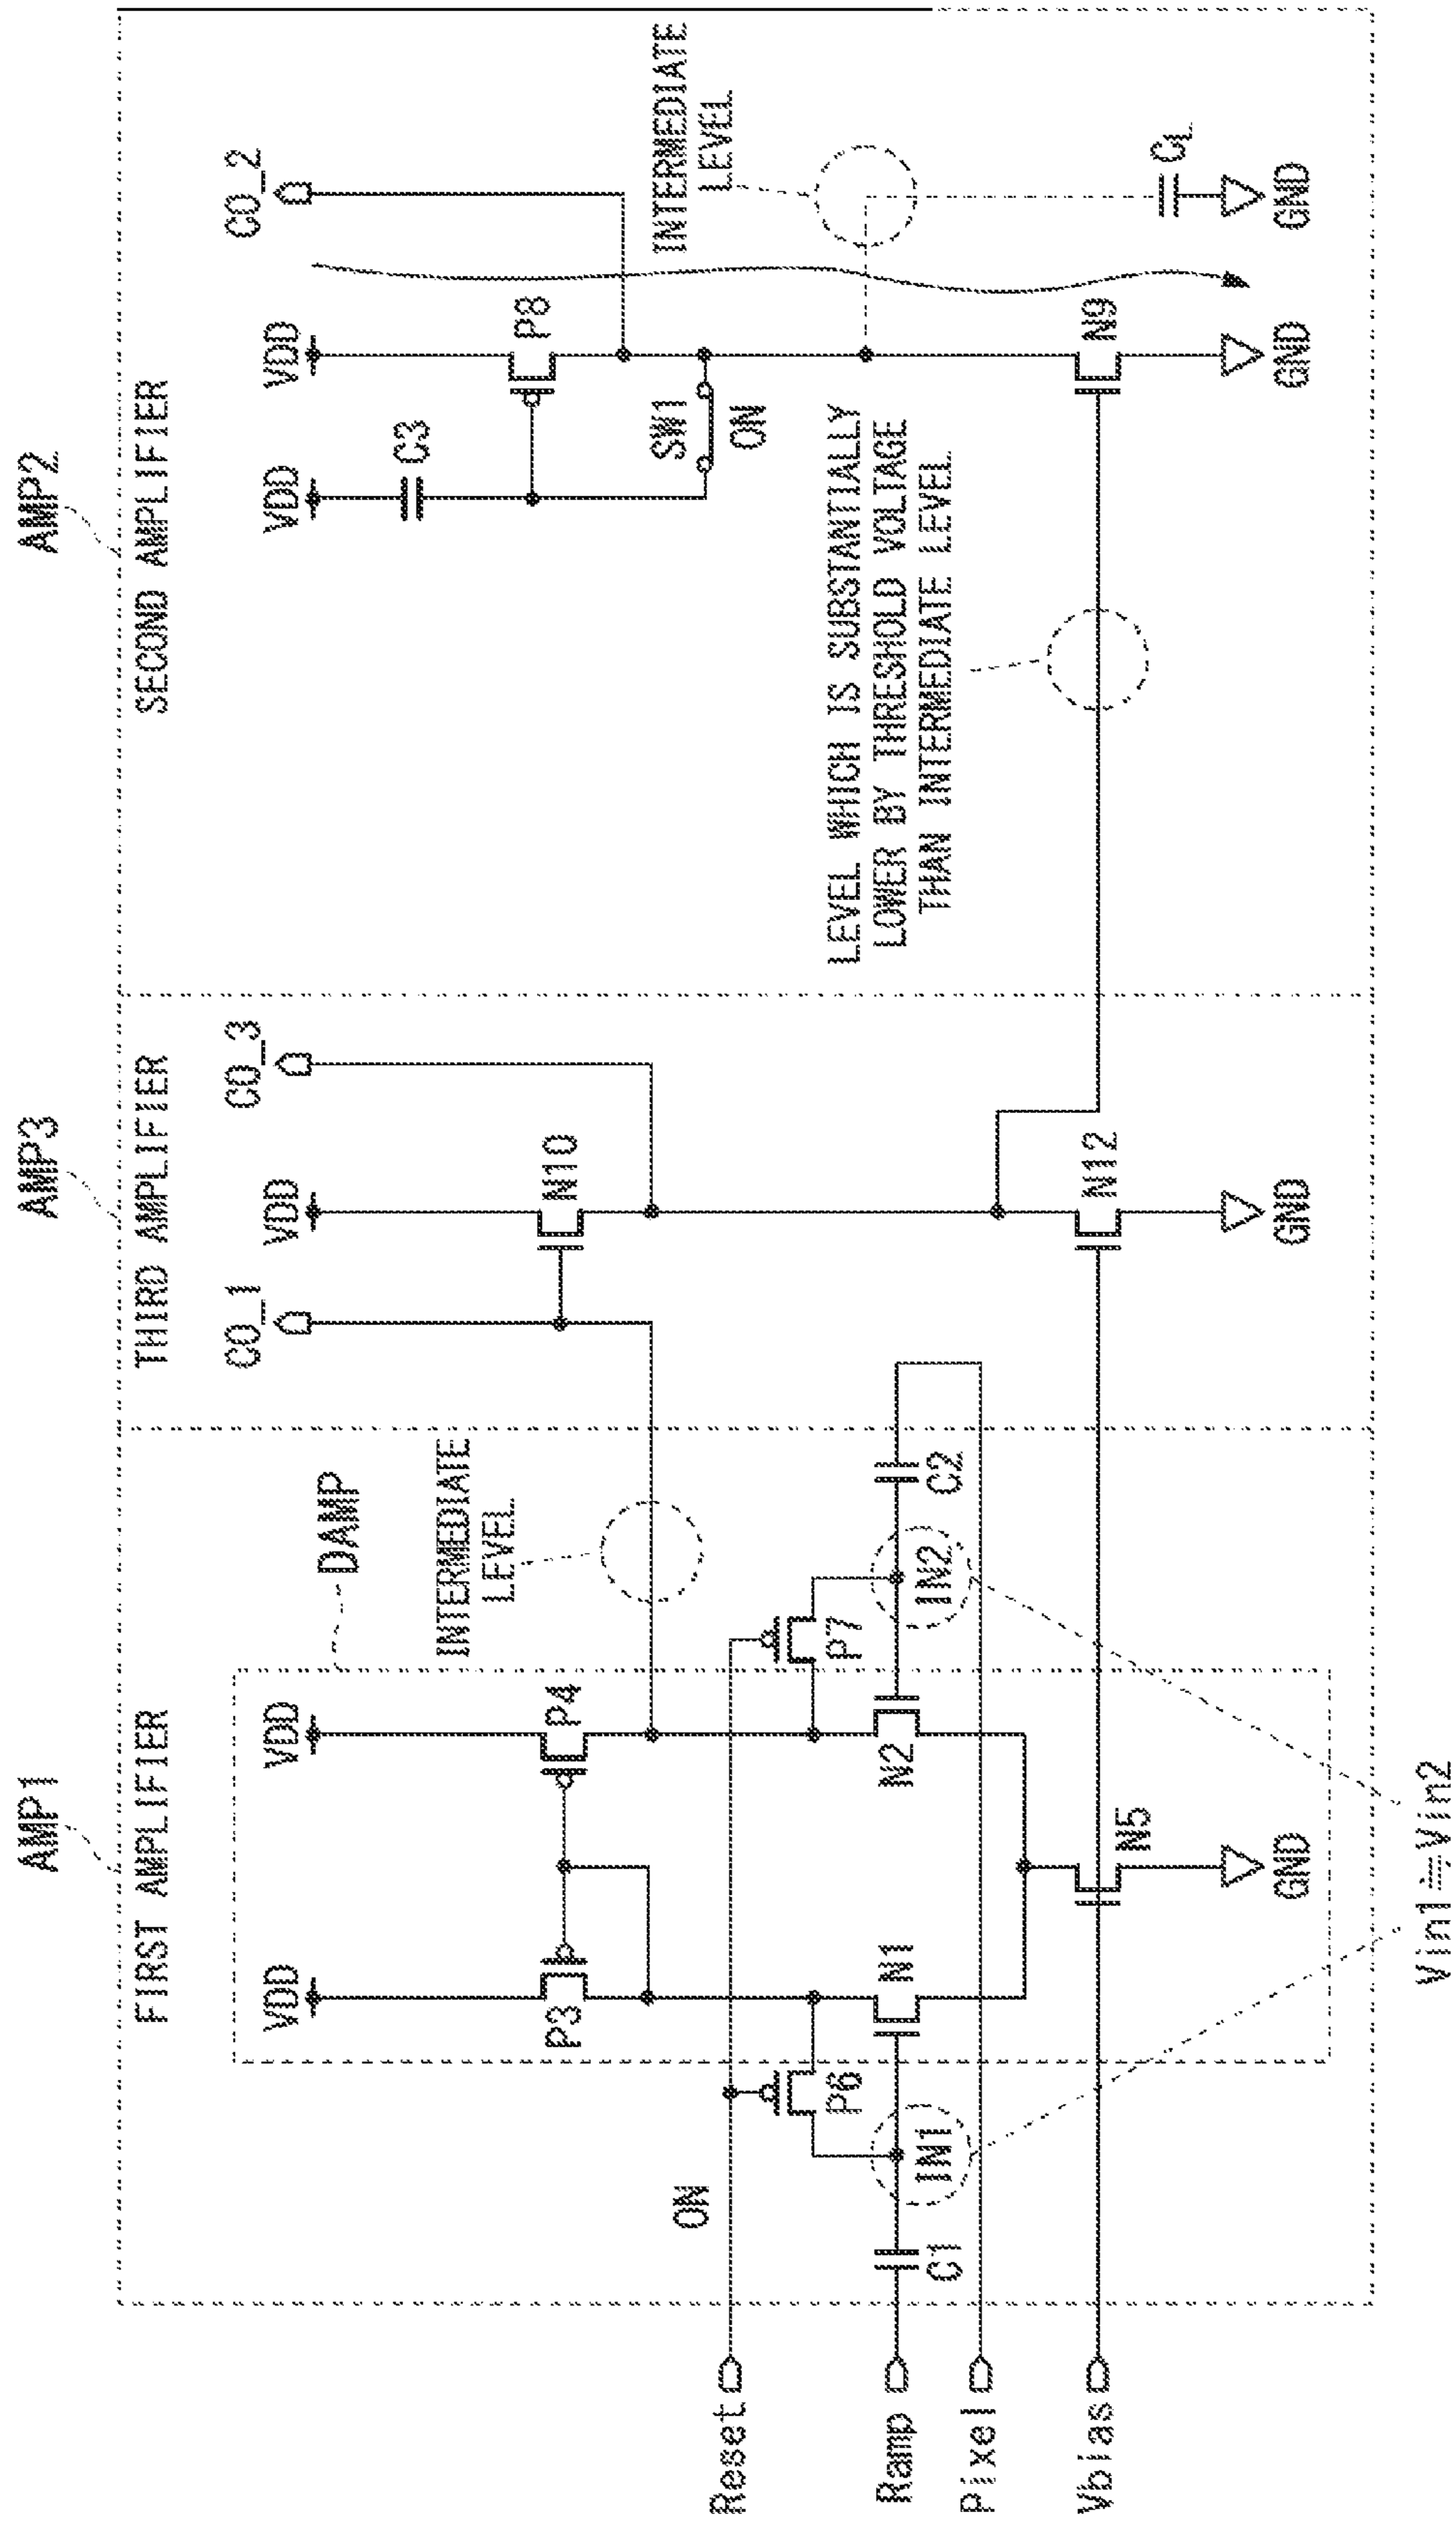 AMP1
AMP3
AMP2
FIRST AMPLIFIER
THIRD AMPLIFIER
SECOND AMPLIFIER
DAMP
VDD
VDD
CO_1
VDD
CO_3
VDD
VDD
CO_2
P3
P4
N10
C3
P8
INTERMEDIATE
LEVEL
INTERMEDIATE
LEVEL
ON
SW1
ON
Reset
P6
P7
Ramp
C1
IN1
N1
N2
IN2
C2
Pixel
LEVEL WHICH IS SUBSTANTIALLY
LOWER BY THRESHOLD VOLTAGE
THAN INTERMEDIATE LEVEL
Vbias
N5
N12
N9
CL
GND
GND
GND
GND
Vin1≒Vin2